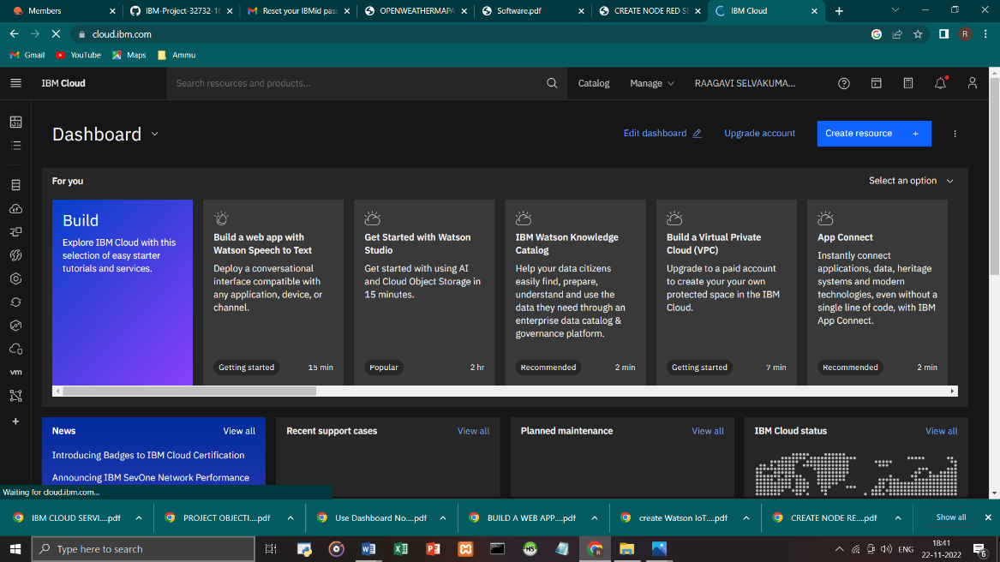 Members
IBM-Project-32732-16
Reset your IBMid pas
OPENWEATHERMAPA
Software.pdf
CREATE NODE RED SE
IBM Cloud
cloud.ibm.com
R
Gmail
YouTube
Maps
Ammu
IBM Cloud
Search resources and products...
Catalog
Manage
RAAGAVI SELVAKUMA...
Dashboard
Edit dashboard
Upgrade account
Create resource +
For you
Select an option
Build
Explore IBM Cloud with this
selection of easy starter
tutorials and services.
Build a web app with
Watson Speech to Text
Deploy a conversational
interface compatible with
any application, device, or
channel.
Getting started
15 min
Get Started with Watson
Studio
Get started with using AI
and Cloud Object Storage in
15 minutes.
Popular
2 hr
IBM Watson Knowledge
Catalog
Help your data citizens
easily find, prepare,
understand and use the
data they need through an
enterprise data catalog &
governance platform.
Recommended
2 min
Build a Virtual Private
Cloud (VPC)
Upgrade to a paid account
to create your your own
protected space in the IBM
Cloud.
Getting started
7 min
App Connect
Instantly connect
applications, data, heritage
systems and modern
technologies, even without a
single line of code, with IBM
App Connect.
Recommended
2 min
vm
News
View all
Introducing Badges to IBM Cloud Certification
Announcing IBM SevOne Network Performance
Recent support cases
View all
Planned maintenance
View all
IBM Cloud status
View all
Waiting for cloud.ibm.com...
IBM CLOUD SERVI....pdf
PROJECT OBJECTI....pdf
Use Dashboard No....pdf
BUILD A WEB APP....pdf
create Watson IoT....pdf
CREATE NODE RE....pdf
Show all
Type here to search
ENG
18:41
22-11-2022
6